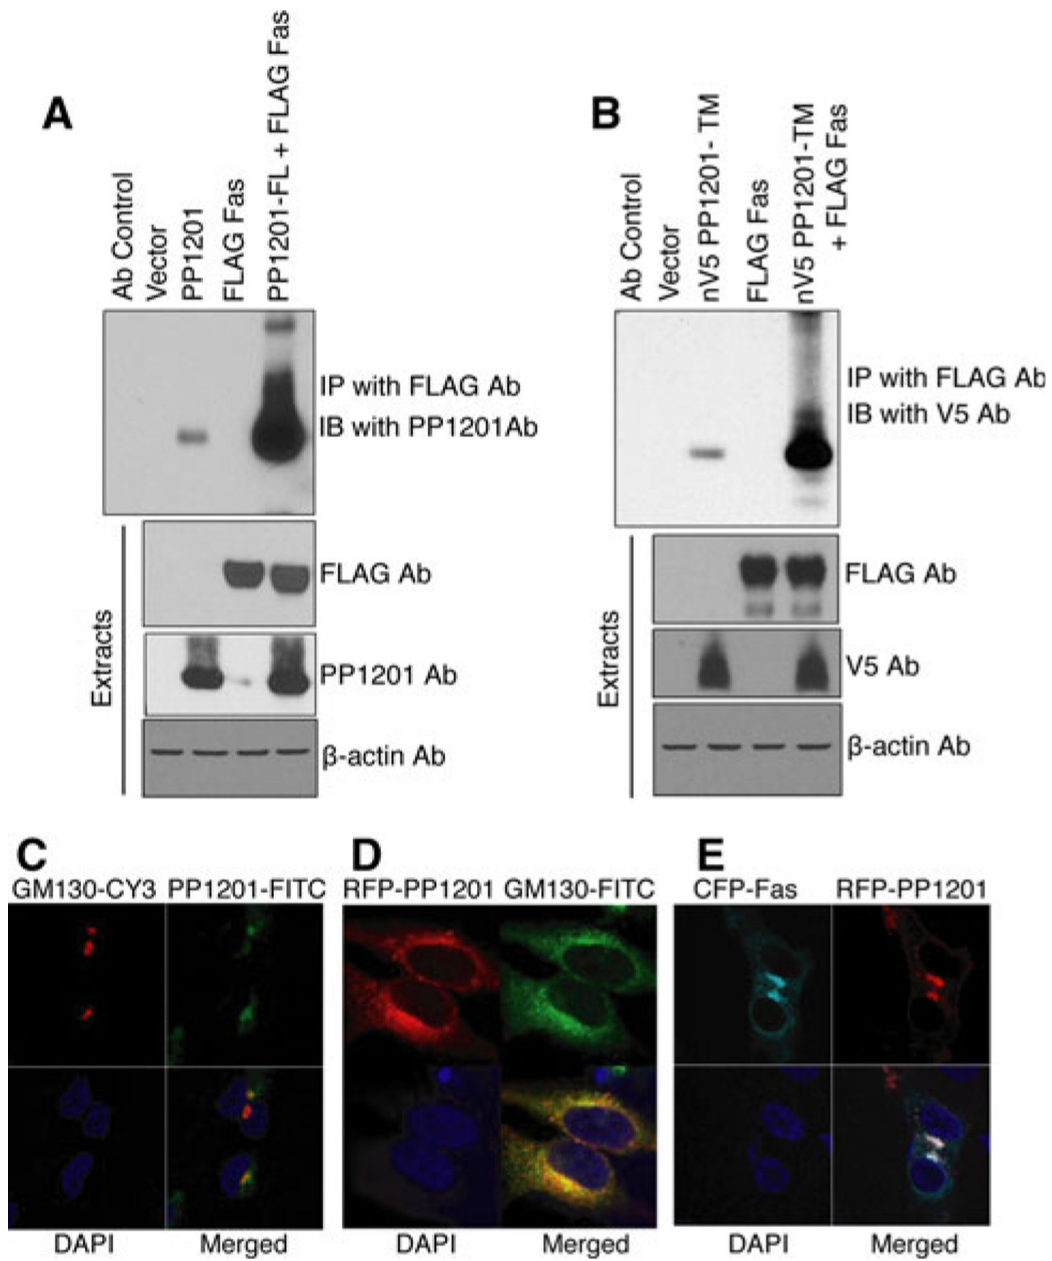 A
Ab Control
Vector
PP1201
FLAG Fas
PP1201-FL + FLAG Fas
IP with FLAG Ab
IB with PP1201Ab
FLAG Ab
PP1201 Ab
β-actin Ab
Extracts
B
Ab Control
Vector
nV5 PP1201- TM
FLAG Fas
nV5 PP1201-TM
+ FLAG Fas
IP with FLAG Ab
IB with V5 Ab
FLAG Ab
V5 Ab
β-actin Ab
Extracts
C
GM130-CY3 PP1201-FITC
DAPI Merged
D
RFP-PP1201 GM130-FITC
DAPI Merged
E
CFP-Fas RFP-PP1201
DAPI Merged